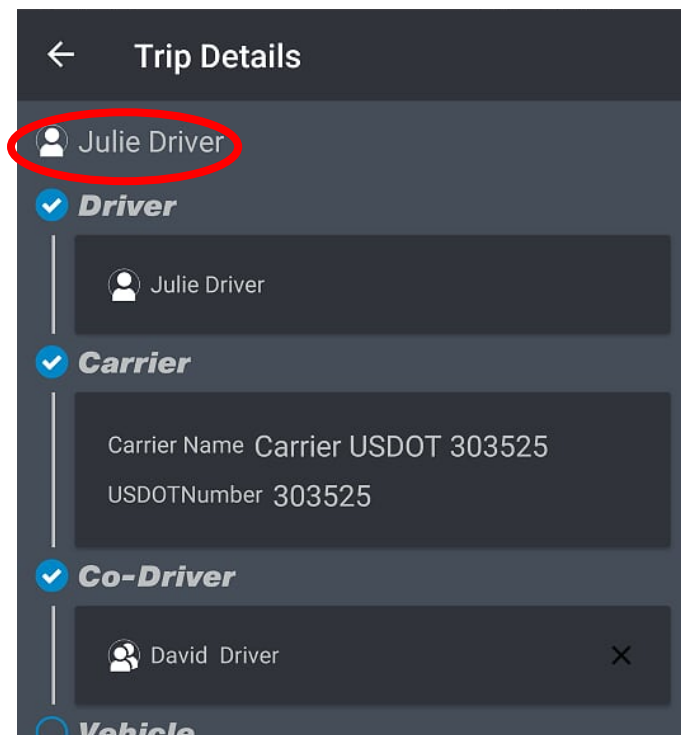 Trip Details
Julie Driver
Driver
Julie Driver
Carrier
Carrier Name Carrier USDOT 303525
USDOTNumber 303525
Co-Driver
David Driver
Vehicle